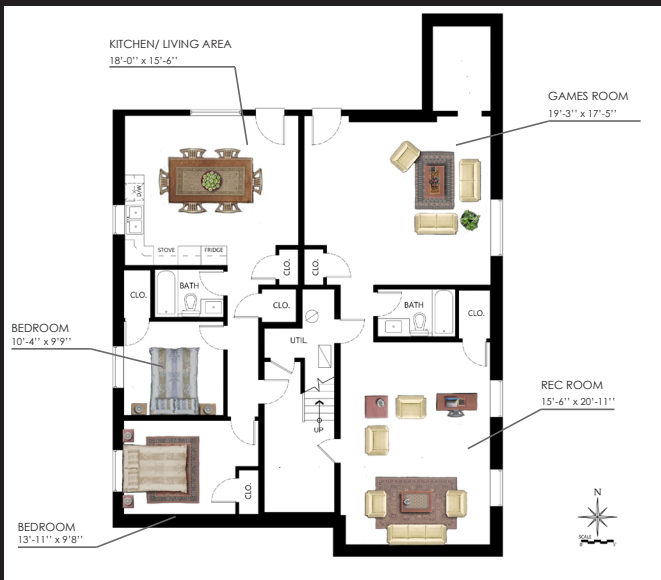 KITCHEN/ LIVING AREA
18'-0'' x 15'-6''
GAMES ROOM
19'-3'' x 17'-5''
D/W
STOVE
FRIDGE
CLO.
CLO.
BATH
CLO.
CLO.
BATH
CLO.
BEDROOM
10'-4'' x 9'9''
UTIL.
REC ROOM
15'-6'' x 20'-11''
UP
CLO.
BEDROOM
13'-11'' x 9'8''
N
SCALE